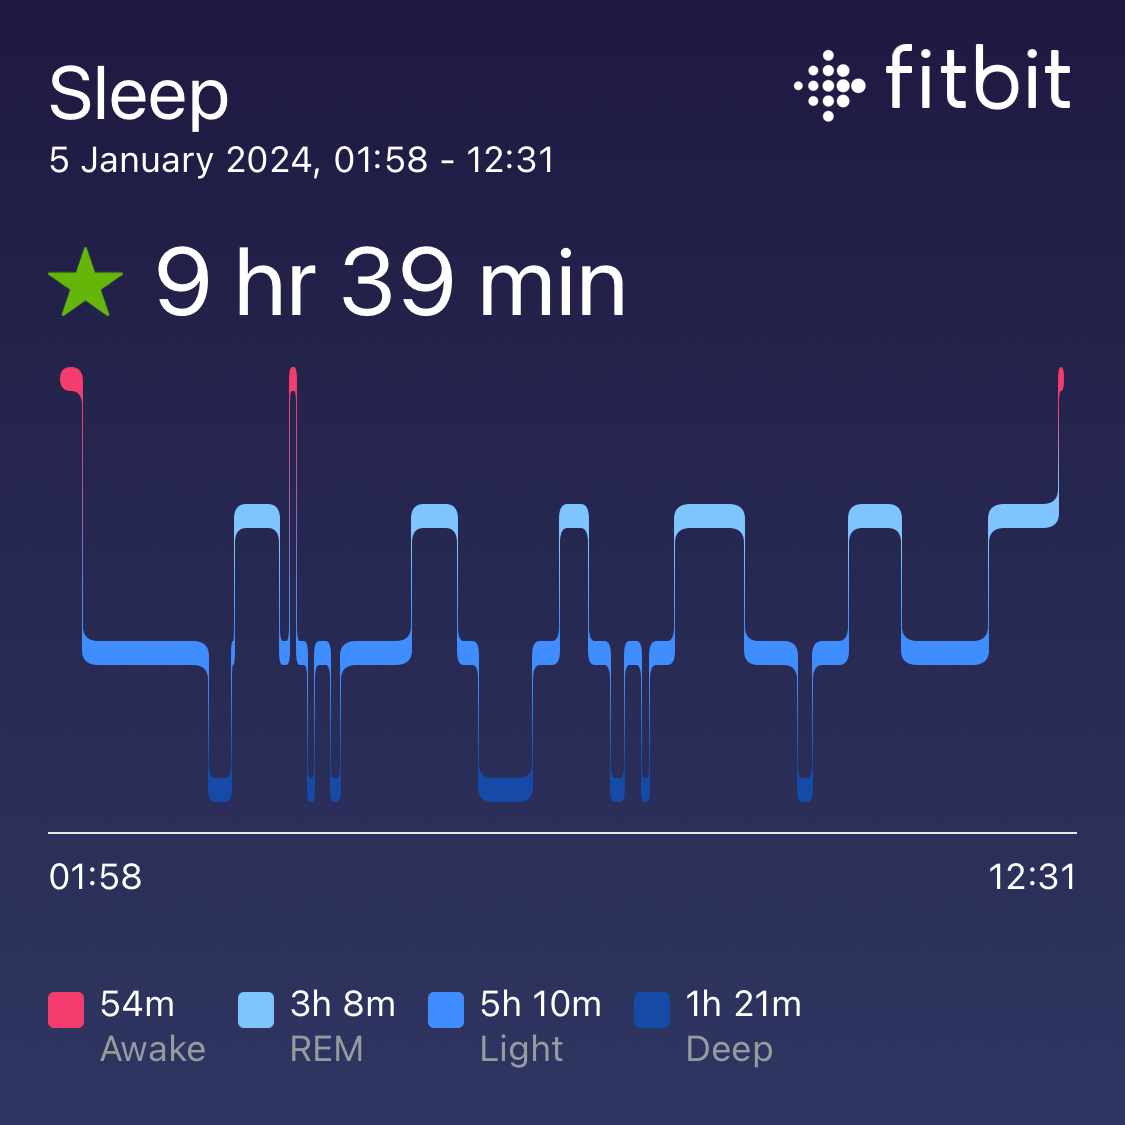 Sleep
fitbit
5 January 2024, 01:58 - 12:31
9 hr 39 min
01:58
12:31
54m
Awake
3h 8m
REM
5h 10m
Light
1h 21m
Deep